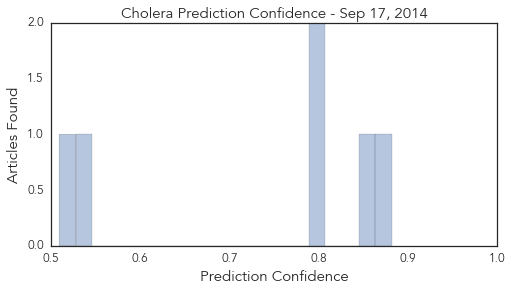 Cholera Prediction Confidence - Sep 17, 2014
Articles Found
2.0
1.5
1.0
0.5
0.0
0.5 0.6 0.7 0.8 0.9 1.0
Prediction Confidence